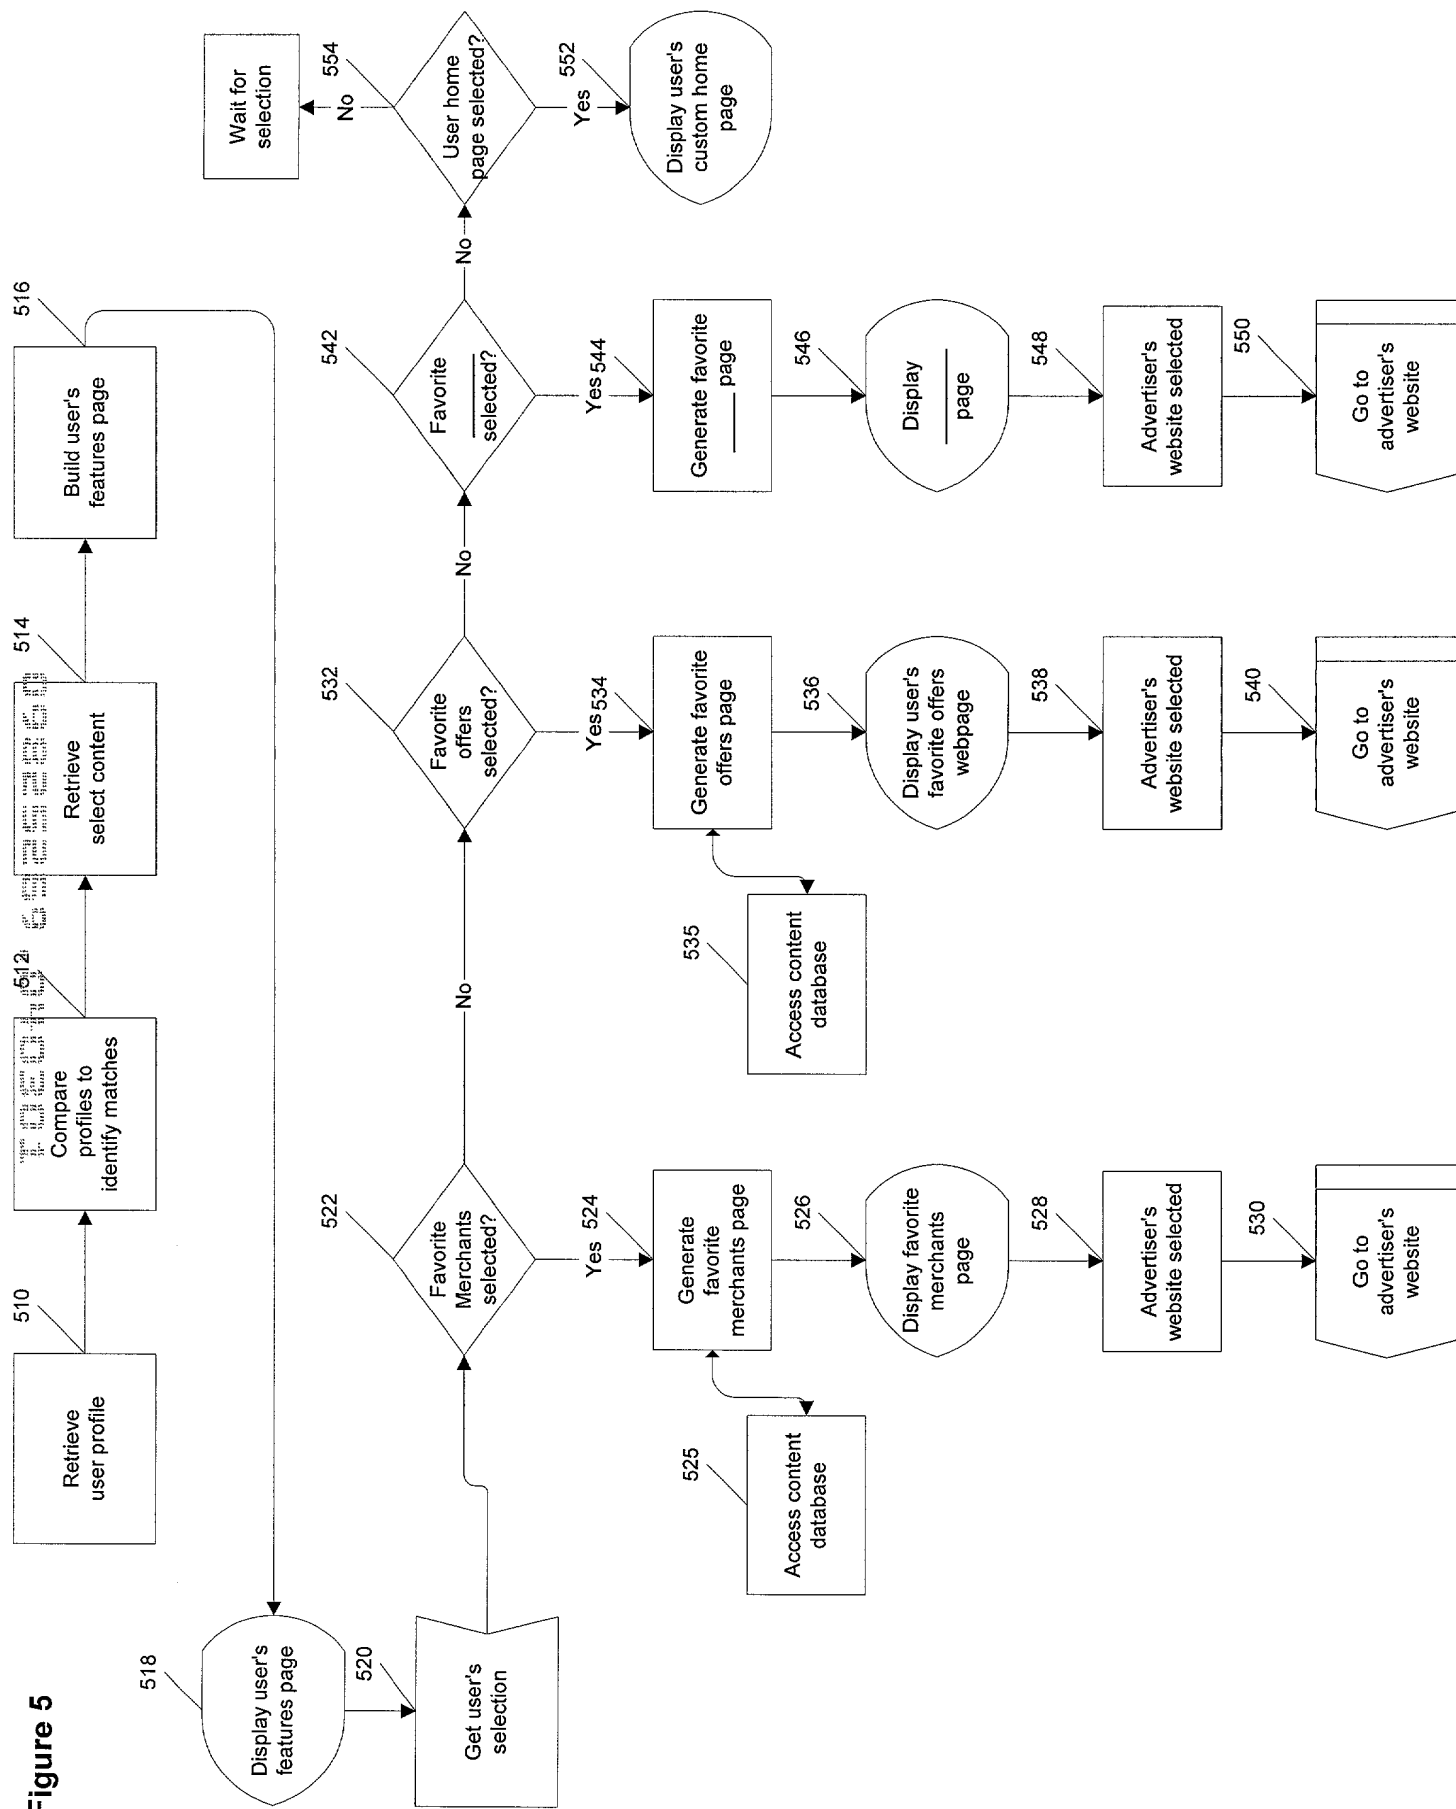 Figure 5
510
Retrieve
user profile
512
Compare
profiles to
identify matches
514
Retrieve
select content
516
Build user's
features page
518
Display user's
features page
520
Get user's
selection
522
Favorite
Merchants
selected?
No
532
Favorite
offers
selected?
No
542
Favorite
selected?
No
554
User home
page selected?
No
Wait for
selection
Yes
552
Display user's
custom home
page
Yes
524
Generate
favorite
merchants page
525
Access content
database
526
Display favorite
merchants
page
528
Advertiser's
website selected
530
Go to
advertiser's
website
Yes
534
Generate favorite
offers page
535
Access content
database
536
Display user's
favorite offers
webpage
538
Advertiser's
website selected
540
Go to
advertiser's
website
Yes
544
Generate favorite
____ page
546
Display
page
548
Advertiser's
website selected
550
Go to
advertiser's
website